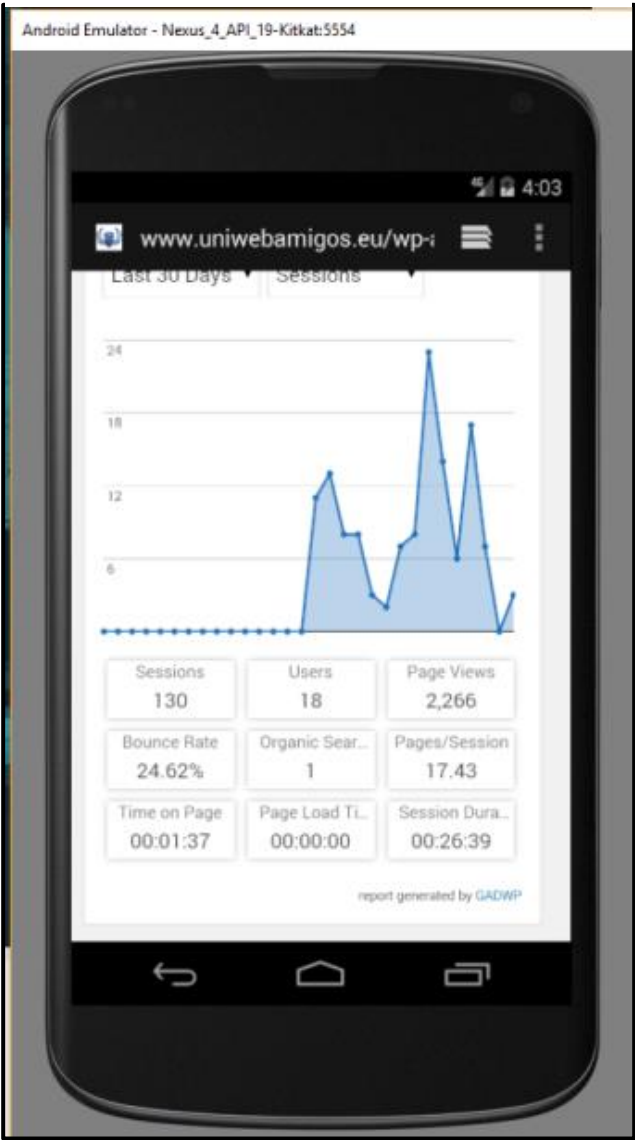 Android Emulator - Nexus_4_API_19-Kitkat:5554
4G 4:03
www.uniwebamigos.eu/wp-a
Last 30 Days Sessions
24
18
12
6
Sessions Users Page Views
130 18 2,266
Bounce Rate Organic Sear... Pages/Session
24.62% 1 17.43
Time on Page Page Load Ti... Session Dura...
00:01:37 00:00:00 00:26:39
report generated by GADWP